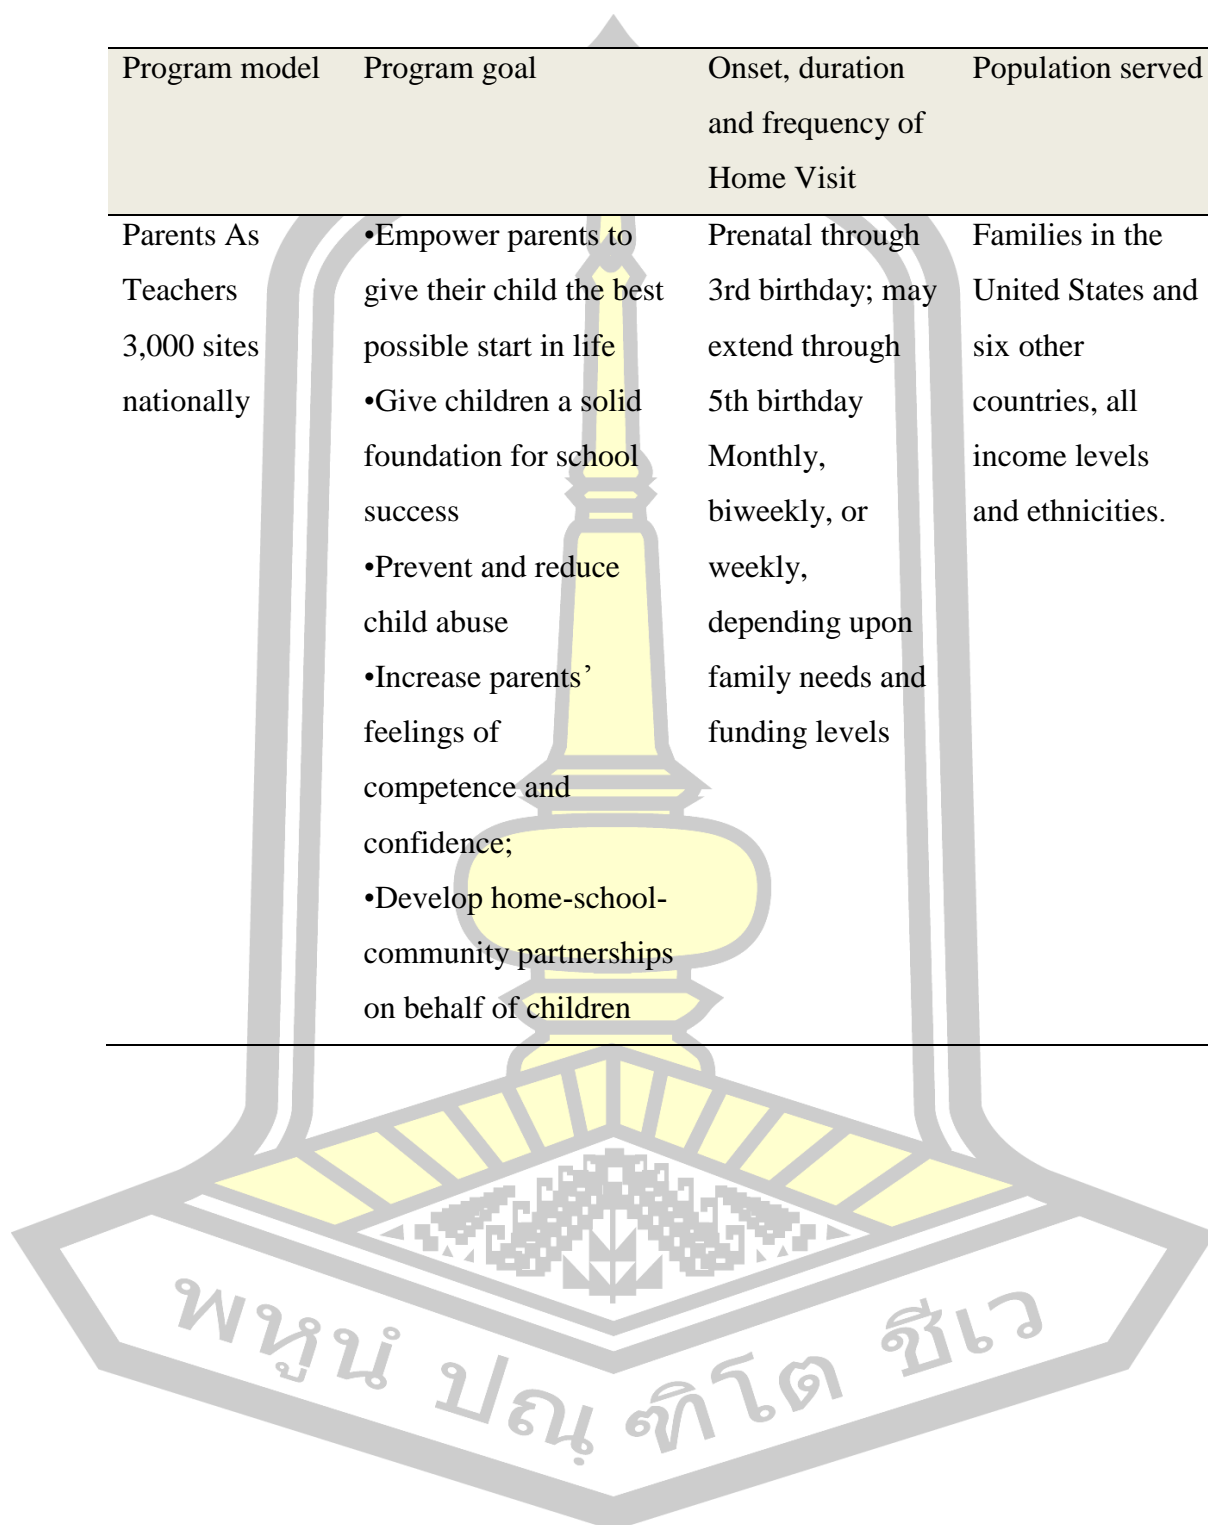 Program model
Program goal
Onset, duration
and frequency of
Home Visit
Population served
Parents As
Teachers
3,000 sites
nationally
•Empower parents to
give their child the best
possible start in life
•Give children a solid
foundation for school
success
•Prevent and reduce
child abuse
•Increase parents’
feelings of
competence and
confidence;
•Develop home-school-
community partnerships
on behalf of children
Prenatal through
3rd birthday; may
extend through
5th birthday
Monthly,
biweekly, or
weekly,
depending upon
family needs and
funding levels
Families in the
United States and
six other
countries, all
income levels
and ethnicities.
พหูนํ ปณฺฑิโต ชีเว